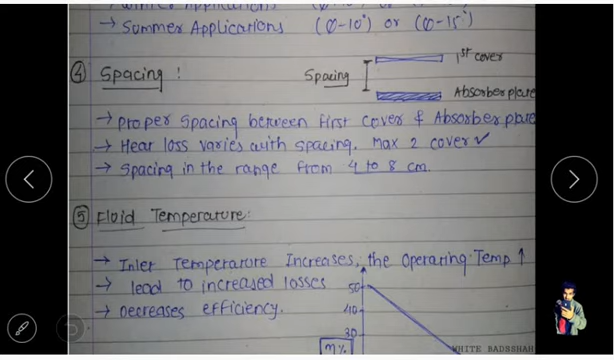 → Winter Applications
→ Summer Applications (φ-10°) or (φ-15°)
④ Spacing :
Spacing
1st cover
Absorber plate
→ Proper Spacing between First Cover & Absorber plate
→ Heat loss varies with spacing. Max 2 cover ✓
→ Spacing in the range from 4 to 8 cm.
⑤ Fluid Temperature:
→ Inlet Temperature Increases, the Operating Temp ↑
→ lead to increased losses
→ Decreases efficiency.
50
40
30
η%
WHITE BADSSHAH